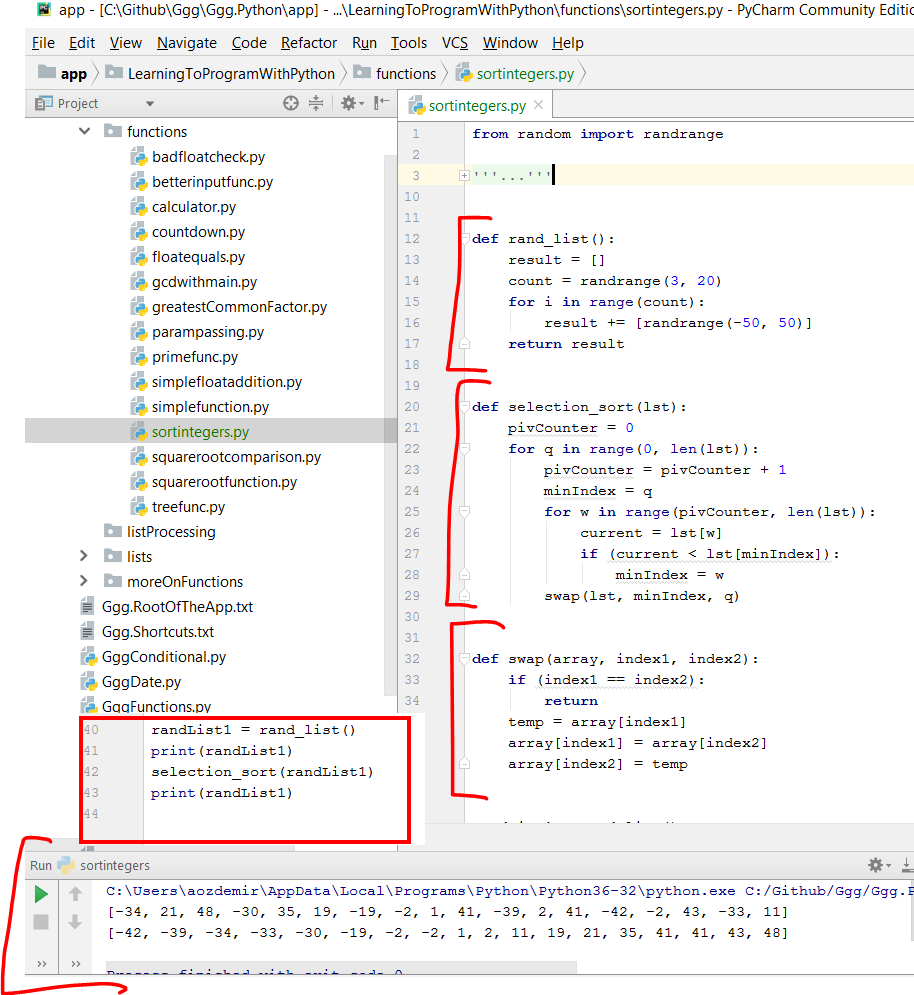 app - [C:\Github\Ggg\Ggg.Python\app] - ...\LearningToProgramWithPython\functions\sortintegers.py - PyCharm Community Editio
File Edit View Navigate Code Refactor Run Tools VCS Window Help
app LearningToProgramWithPython functions sortintegers.py
Project
functions
badfloatcheck.py
betterinputfunc.py
calculator.py
countdown.py
floatequals.py
gcdwithmain.py
greatestCommonFactor.py
parampassing.py
primefunc.py
simplefloataddition.py
simplefunction.py
sortintegers.py
squarerootcomparison.py
squarerootfunction.py
treefunc.py
listProcessing
lists
moreOnFunctions
Ggg.RootOfTheApp.txt
Ggg.Shortcuts.txt
GggConditional.py
GggDate.py
GggFunctions.py
sortintegers.py
1 from random import randrange
2
3 '''...'''
10
11
12 def rand_list():
13 result = []
14 count = randrange(3, 20)
15 for i in range(count):
16 result += [randrange(-50, 50)]
17 return result
18
19
20 def selection_sort(lst):
21 pivCounter = 0
22 for q in range(0, len(lst)):
23 pivCounter = pivCounter + 1
24 minIndex = q
25 for w in range(pivCounter, len(lst)):
26 current = lst[w]
27 if (current < lst[minIndex]):
28 minIndex = w
29 swap(lst, minIndex, q)
30
31
32 def swap(array, index1, index2):
33 if (index1 == index2):
34 return
temp = array[index1]
array[index1] = array[index2]
array[index2] = temp
40 randList1 = rand_list()
41 print(randList1)
42 selection_sort(randList1)
43 print(randList1)
44
Run sortintegers
C:\Users\aozdemir\AppData\Local\Programs\Python\Python36-32\python.exe C:/Github/Ggg/Ggg.P
[-34, 21, 48, -30, 35, 19, -19, -2, 1, 41, -39, 2, 41, -42, -2, 43, -33, 11]
[-42, -39, -34, -33, -30, -19, -2, -2, 1, 2, 11, 19, 21, 35, 41, 41, 43, 48]
Process finished with exit code 0